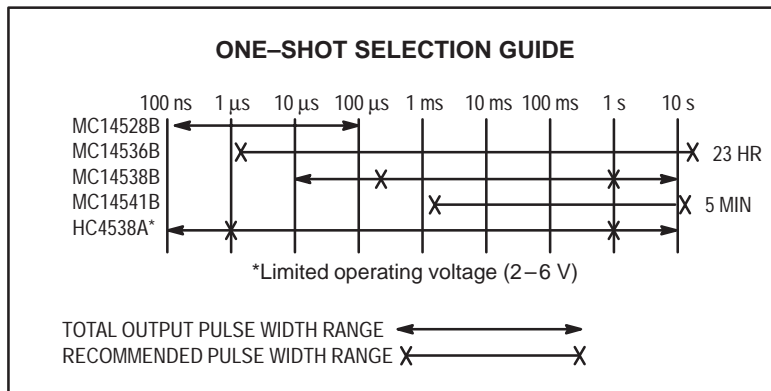 ONE–SHOT SELECTION GUIDE
100 ns 1 µs 10 µs 100 µs 1 ms 10 ms 100 ms 1 s 10 s
MC14528B
MC14536B 23 HR
MC14538B
MC14541B 5 MIN
HC4538A*
*Limited operating voltage (2–6 V)
TOTAL OUTPUT PULSE WIDTH RANGE
RECOMMENDED PULSE WIDTH RANGE